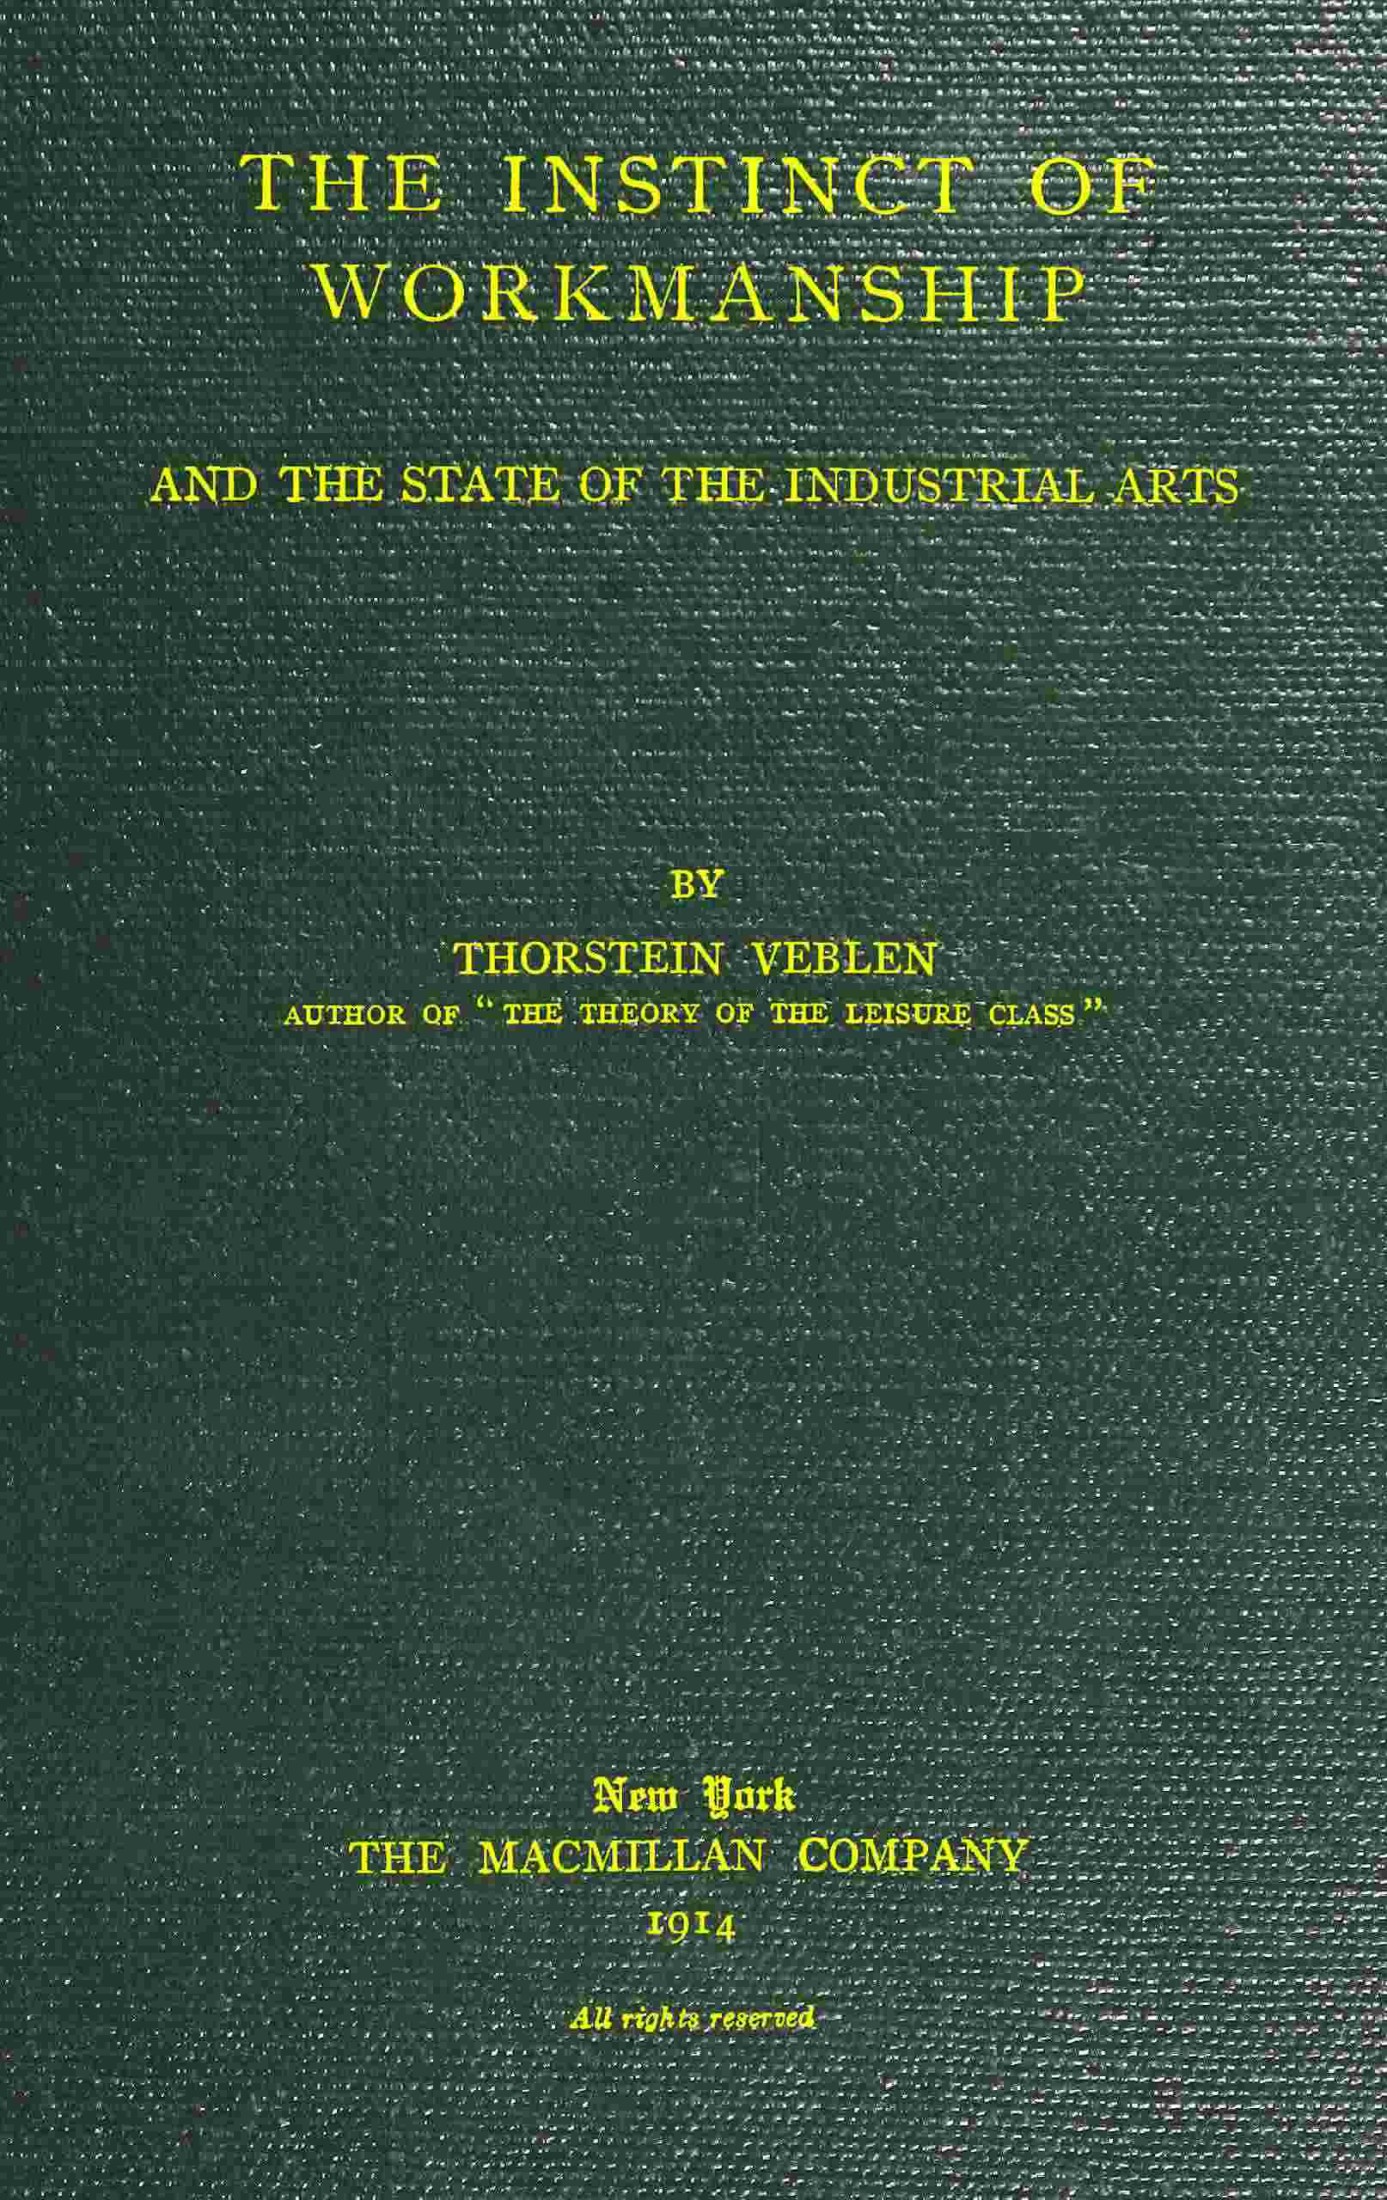 THE INSTINCT OF
WORKMANSHIP
AND THE STATE OF THE INDUSTRIAL ARTS
BY
THORSTEIN VEBLEN
AUTHOR OF “ THE THEORY OF THE LEISURE CLASS ”
New York
THE MACMILLAN COMPANY
1914
All rights reserved